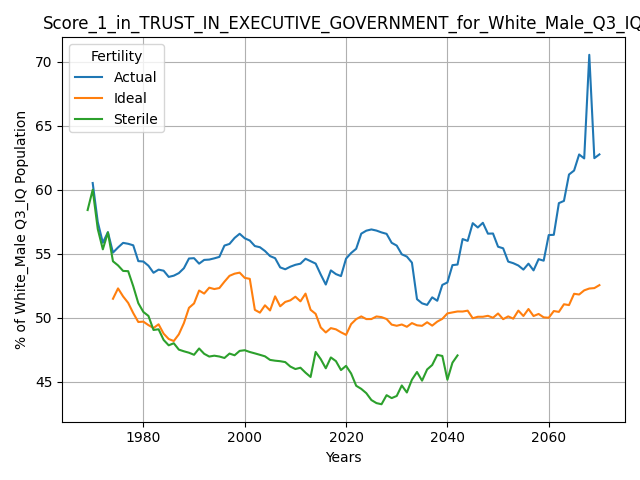 Score_1_in_TRUST_IN_EXECUTIVE_GOVERNMENT_for_White_Male_Q3_IQ
Fertility
Actual
Ideal
Sterile
% of White_Male Q3_IQ Population
70
65
60
55
50
45
1980 2000 2020 2040 2060
Years